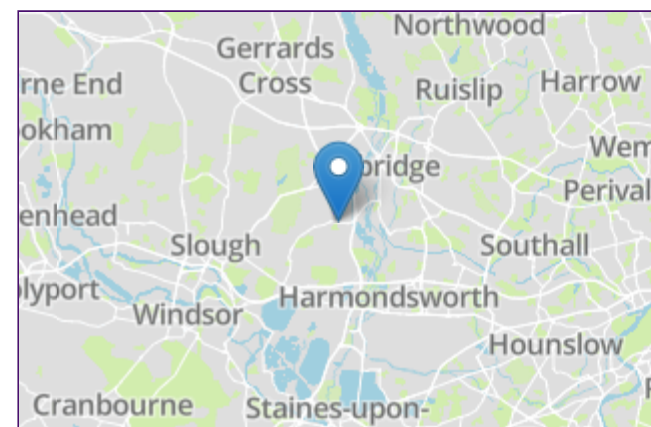 Northwood
Gerrards
Cross
rne End
Ruislip
Harrow
okham
Wem
bridge
Perival
enhead
Slough
Southall
lyport
Windsor
Harmondsworth
Hounslow
Cranbourne
Staines-upon-